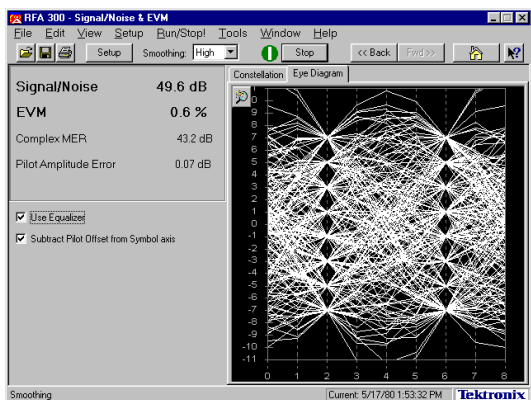 RFA 300 - Signal/Noise & EVM
File Edit View Setup Run/Stop! Tools Window Help
Setup Smoothing: High Stop << Back Fwd >>
Constellation Eye Diagram
Signal/Noise 49.6 dB
EVM 0.6 %
Complex MER 43.2 dB
Pilot Amplitude Error 0.07 dB
Use Equalizer
Subtract Pilot Offset from Symbol axis
9
8
7
6
5
4
3
2
1
0
-1
-2
-3
-4
-5
-6
-7
-8
-9
-10
-11
0 1 2 3 4 5 6 7 8
Smoothing Current: 5/17/80 1:53:32 PM Tektronix